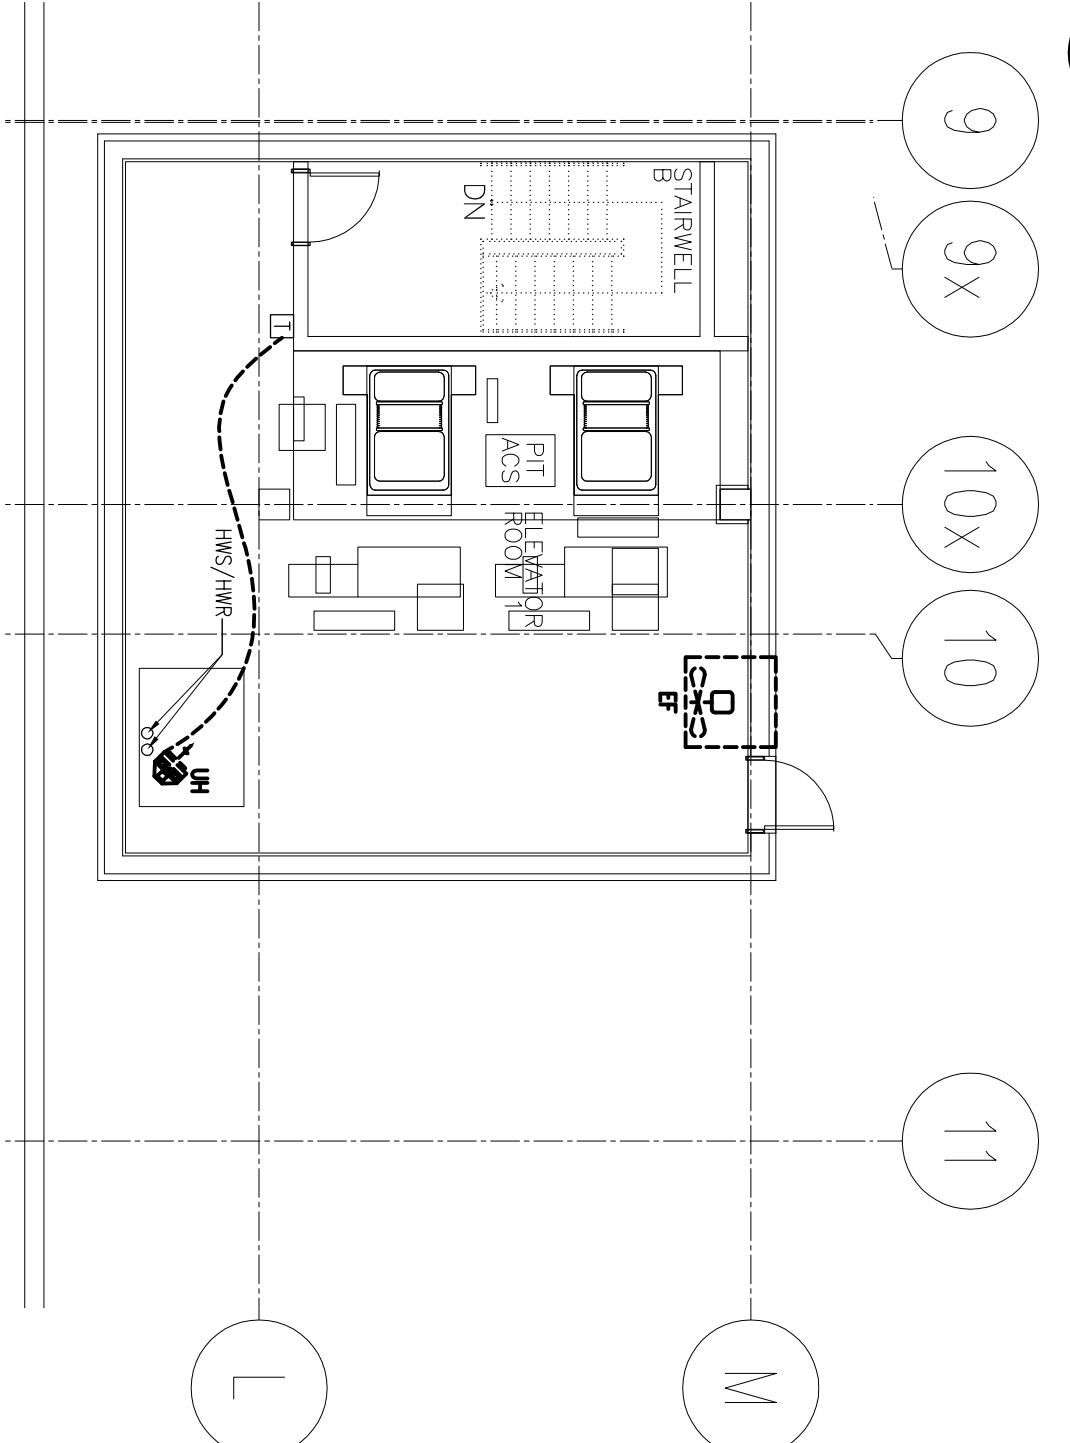 9
9X
10X
10
11
L
M
STAIRWELL
B
DN
T
PIT
ACS
ELEVATOR
ROOM 1
HWS/HWR
EF
UH